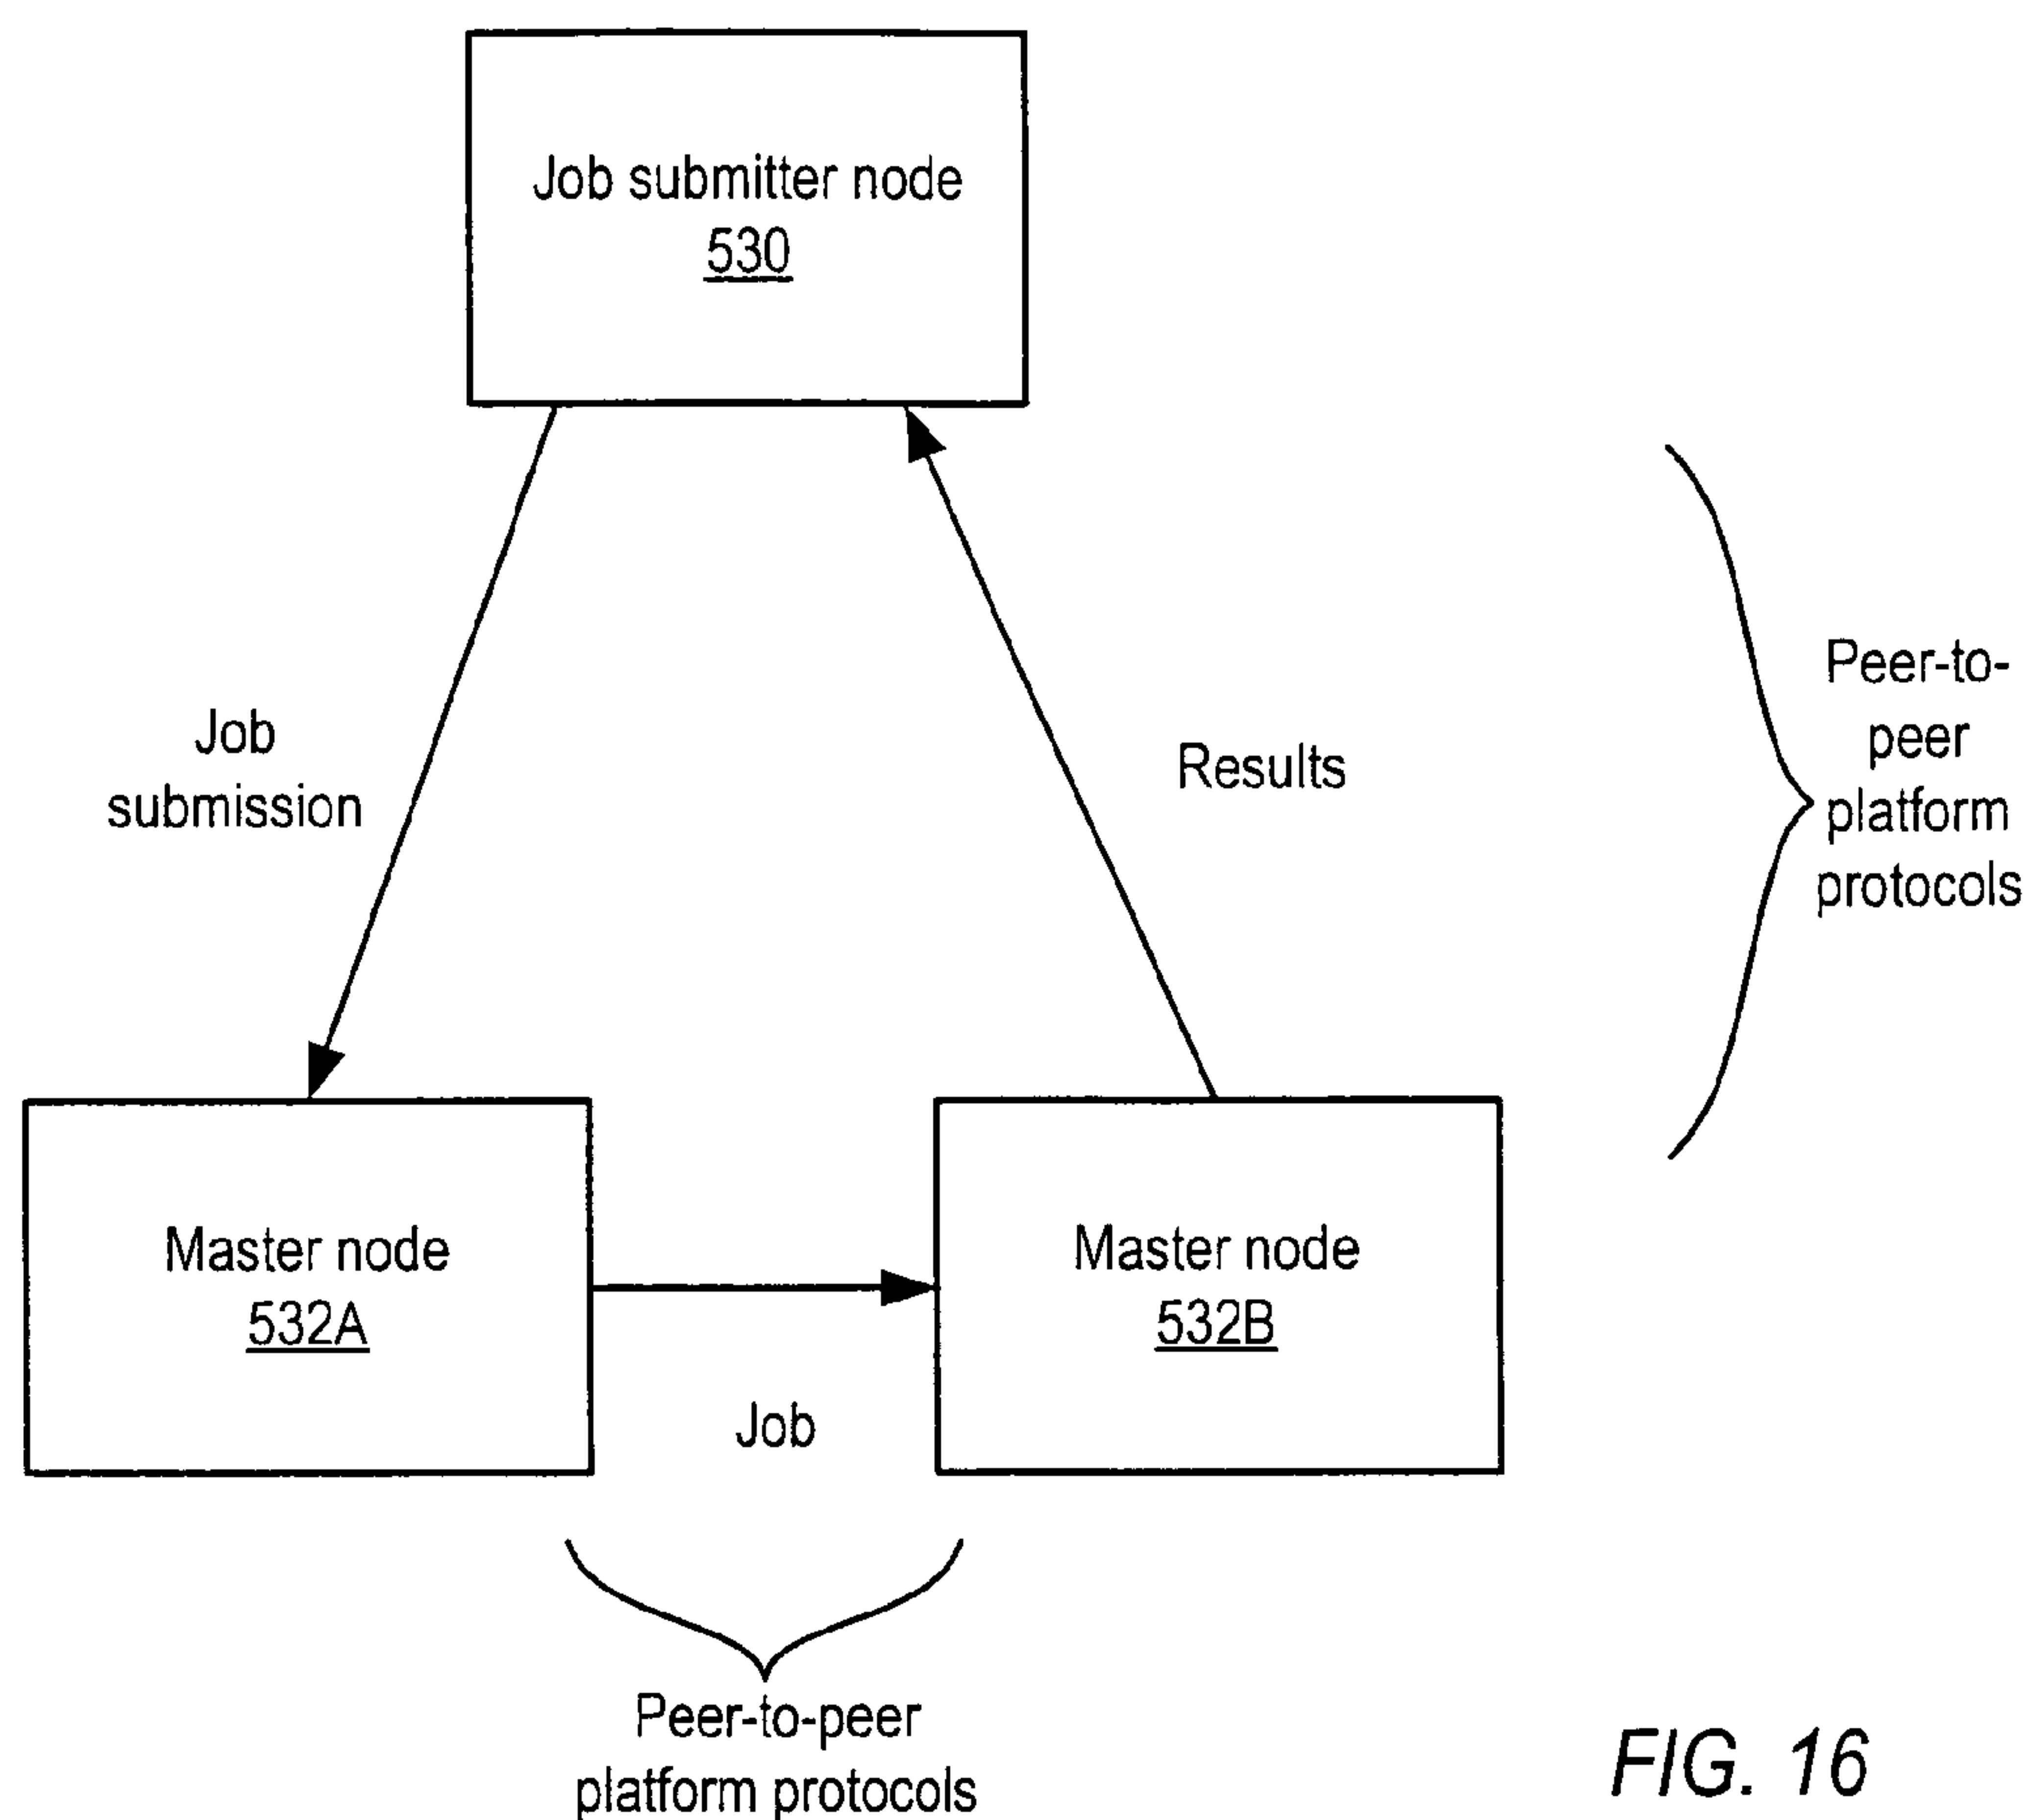 Job submitter node
530
Job
submission
Results
Peer-to-
peer
platform
protocols
Master node
532A
Job
Master node
532B
Peer-to-peer
platform protocols
FIG. 16